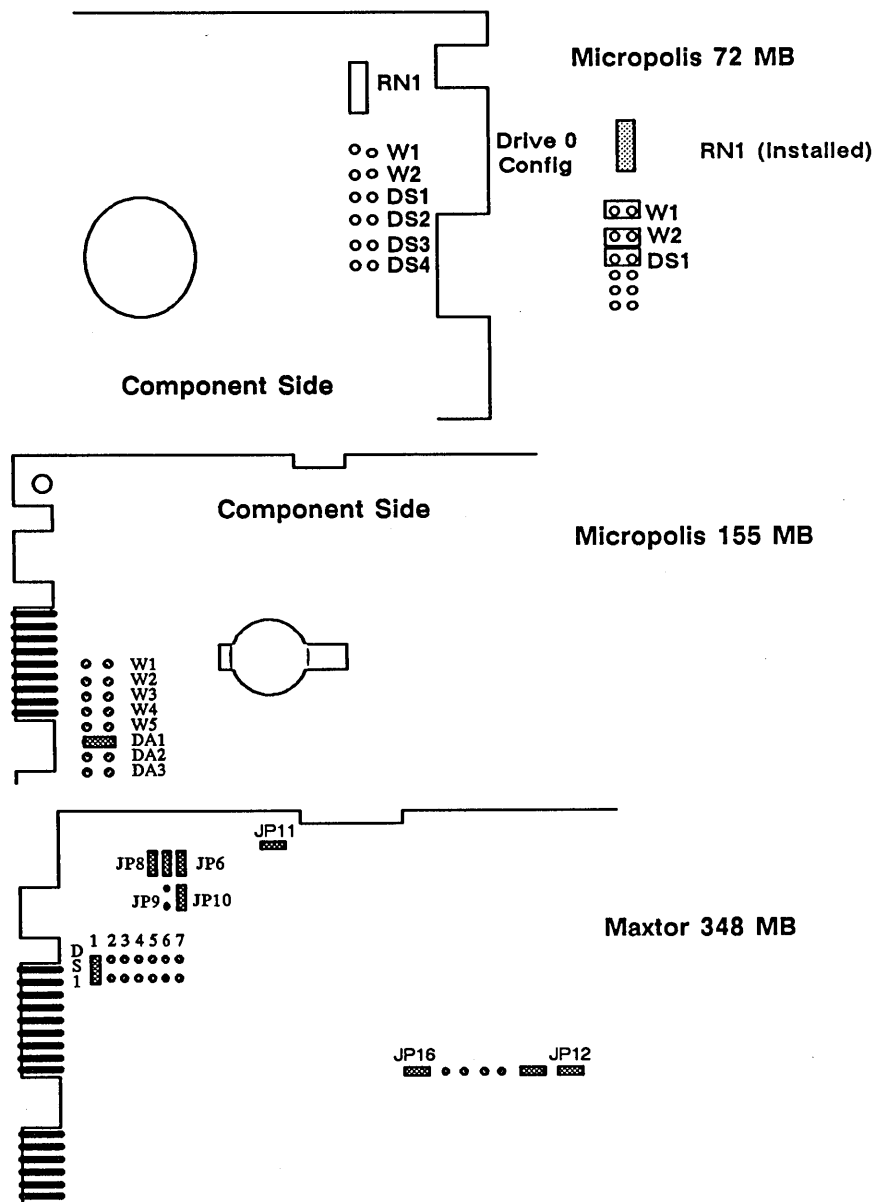 Micropolis 72 MB
RN1
W1
W2
DS1
DS2
DS3
DS4
Drive 0
Config
RN1 (Installed)
W1
W2
DS1
Component Side
Component Side
Micropolis 155 MB
W1
W2
W3
W4
W5
DA1
DA2
DA3
JP11
JP8 JP6
JP9 JP10
Maxtor 348 MB
1 2 3 4 5 6 7
D
S
1
JP16 JP12